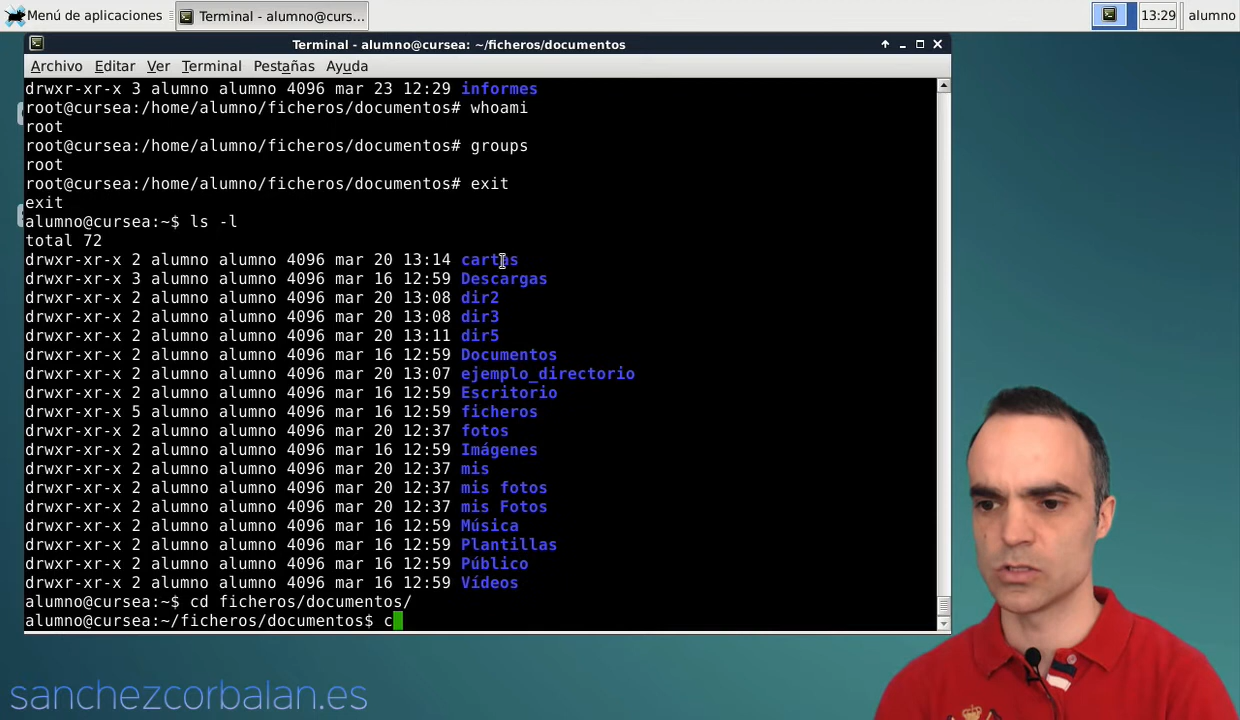 Menú de aplicaciones
Terminal - alumno@curs...
13:29
alumno
Terminal - alumno@cursea: ~/ficheros/documentos
Archivo Editar Ver Terminal Pestañas Ayuda
drwxr-xr-x 3 alumno alumno 4096 mar 23 12:29 informes
root@cursea:/home/alumno/ficheros/documentos# whoami
root
root@cursea:/home/alumno/ficheros/documentos# groups
root
root@cursea:/home/alumno/ficheros/documentos# exit
exit
alumno@cursea:~$ ls -l
total 72
drwxr-xr-x 2 alumno alumno 4096 mar 20 13:14 cartas
drwxr-xr-x 3 alumno alumno 4096 mar 16 12:59 Descargas
drwxr-xr-x 2 alumno alumno 4096 mar 20 13:08 dir2
drwxr-xr-x 2 alumno alumno 4096 mar 20 13:08 dir3
drwxr-xr-x 2 alumno alumno 4096 mar 20 13:11 dir5
drwxr-xr-x 2 alumno alumno 4096 mar 16 12:59 Documentos
drwxr-xr-x 2 alumno alumno 4096 mar 20 13:07 ejemplo_directorio
drwxr-xr-x 2 alumno alumno 4096 mar 16 12:59 Escritorio
drwxr-xr-x 5 alumno alumno 4096 mar 16 12:59 ficheros
drwxr-xr-x 2 alumno alumno 4096 mar 20 12:37 fotos
drwxr-xr-x 2 alumno alumno 4096 mar 16 12:59 Imágenes
drwxr-xr-x 2 alumno alumno 4096 mar 20 12:37 mis
drwxr-xr-x 2 alumno alumno 4096 mar 20 12:37 mis fotos
drwxr-xr-x 2 alumno alumno 4096 mar 20 12:37 mis Fotos
drwxr-xr-x 2 alumno alumno 4096 mar 16 12:59 Música
drwxr-xr-x 2 alumno alumno 4096 mar 16 12:59 Plantillas
drwxr-xr-x 2 alumno alumno 4096 mar 16 12:59 Público
drwxr-xr-x 2 alumno alumno 4096 mar 16 12:59 Vídeos
alumno@cursea:~$ cd ficheros/documentos/
alumno@cursea:~/ficheros/documentos$ c
sanchezcorbalan.es